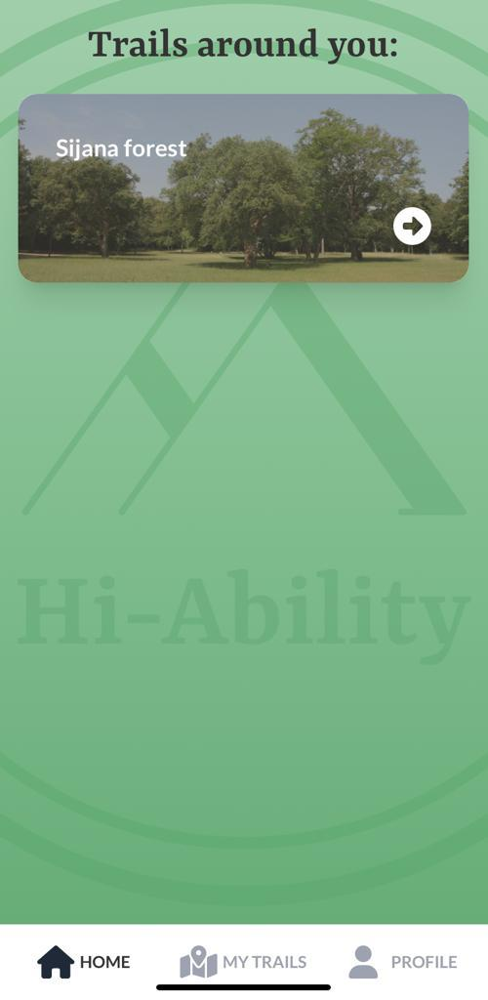 Trails around you:
Sijana forest
Hi-Ability
HOME
MY TRAILS
PROFILE